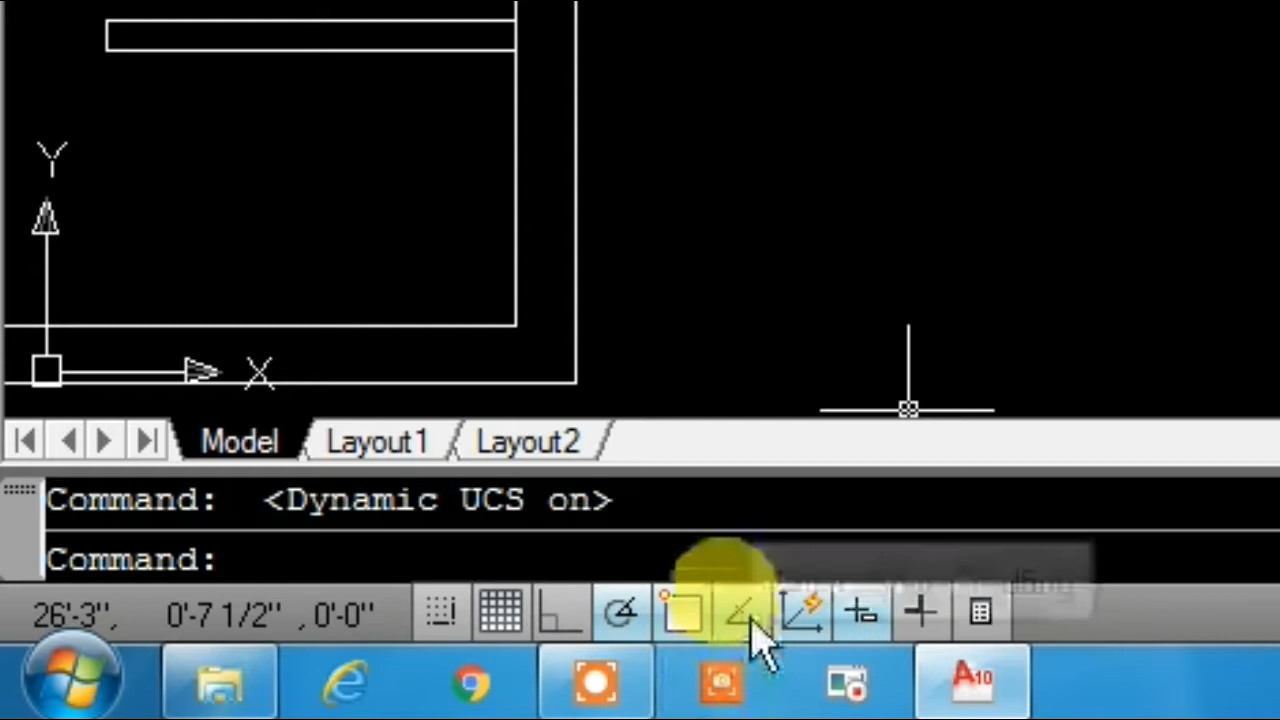 Y
X
Model Layout1 Layout2
Command: <Dynamic UCS on>
Command:
26'-3", 0'-7 1/2" , 0'-0"
A10